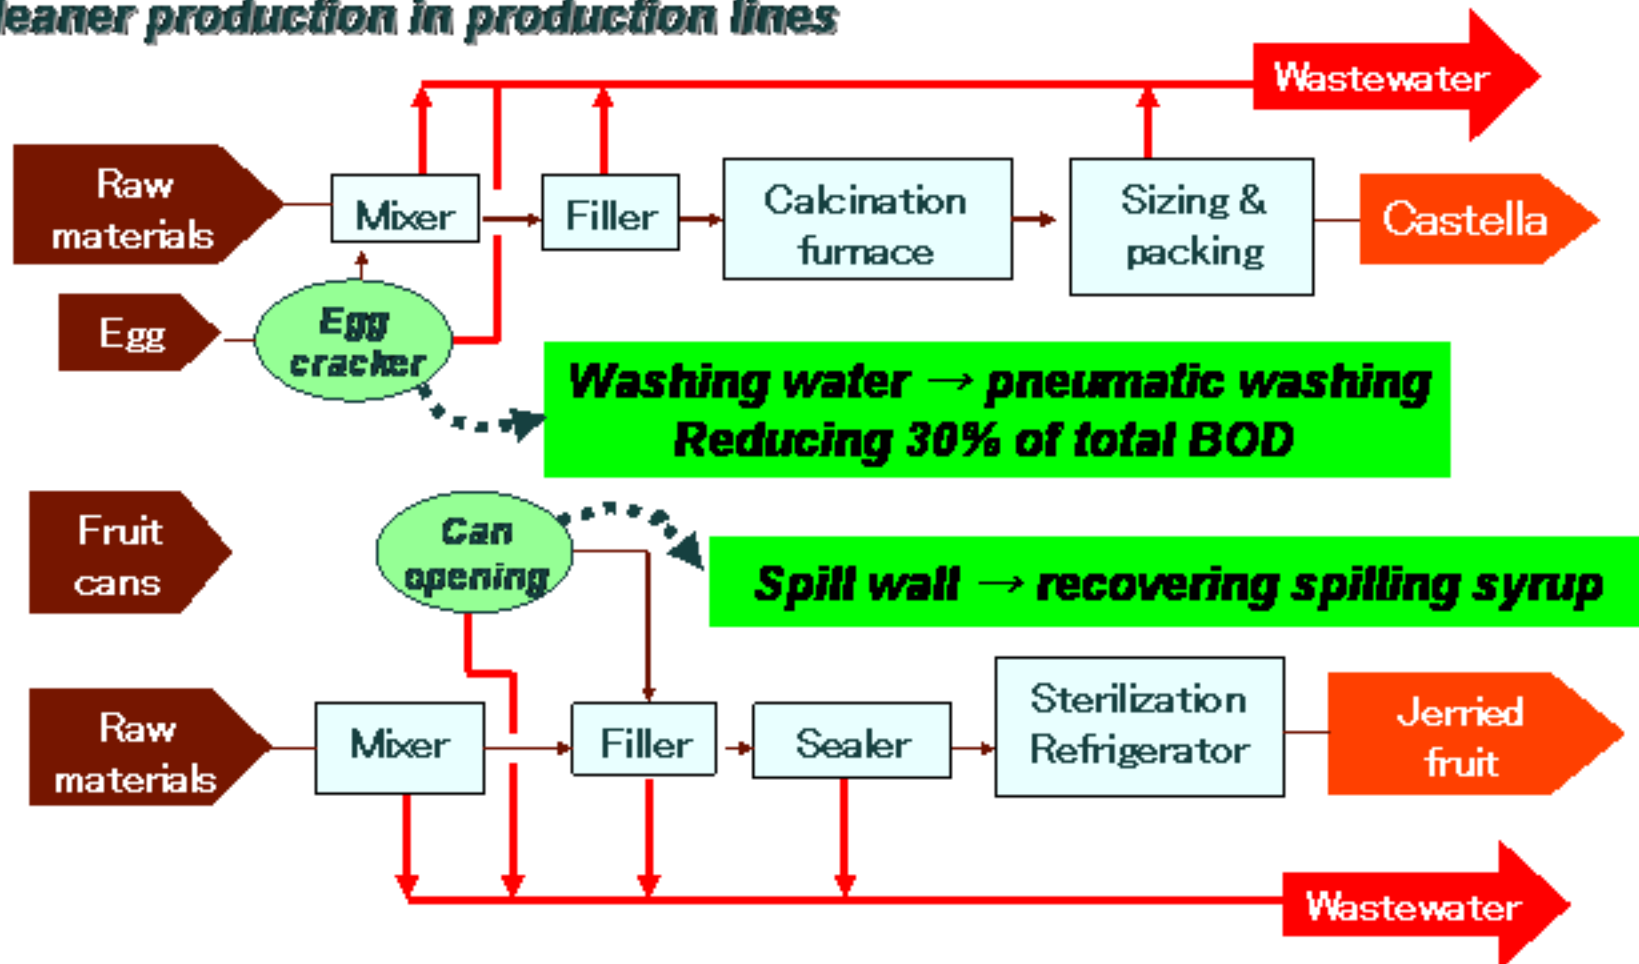 leaner production in production lines
Wastewater
Raw
materials
Mixer
Filler
Calcination
furnace
Sizing &
packing
Castella
Egg
Egg
cracker
Washing water → pneumatic washing
Reducing 30% of total BOD
Fruit
cans
Can
opening
Spill wall → recovering spilling syrup
Raw
materials
Mixer
Filler
Sealer
Sterilization
Refrigerator
Jerried
fruit
Wastewater